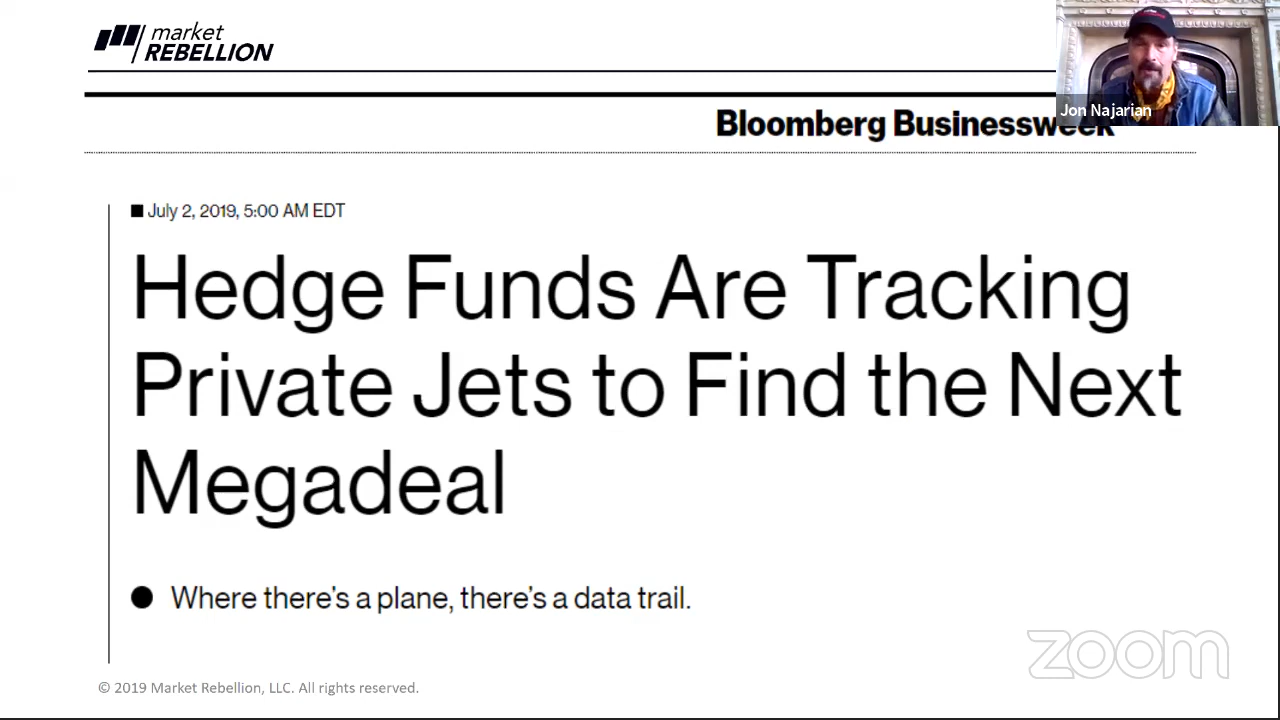 market
REBELLION
Jon Najarian
Bloomberg Businessweek
July 2, 2019, 5:00 AM EDT
Hedge Funds Are Tracking
Private Jets to Find the Next
Megadeal
Where there's a plane, there's a data trail.
zoom
© 2019 Market Rebellion, LLC. All rights reserved.